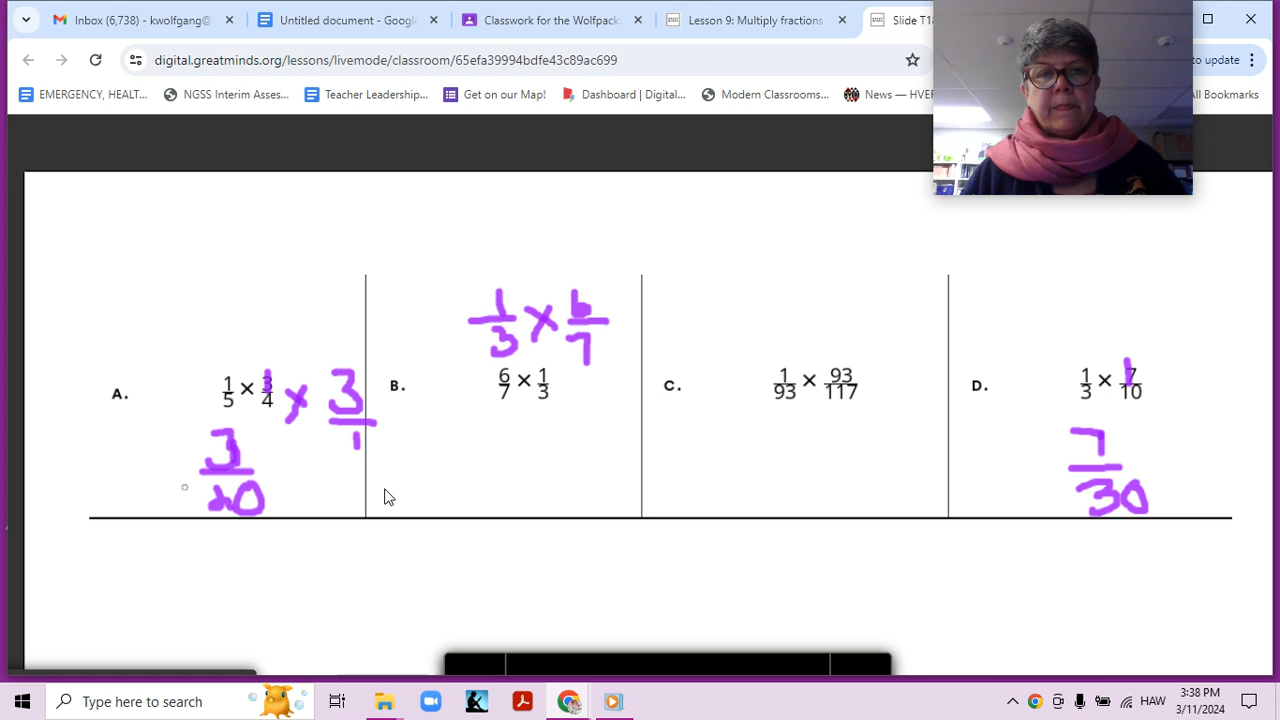 Inbox (6,738) - kwolfgang@
Untitled document - Google
Classwork for the Wolfpack
Lesson 9: Multiply fractions
Slide T1
digital.greatminds.org/lessons/livemode/classroom/65efa39994bdfe43c89ac699
to update
EMERGENCY, HEALT...
NGSS Interim Asses...
Teacher Leadership...
Get on our Map!
Dashboard | Digital...
Modern Classrooms...
News — HVER
All Bookmarks
1/3 × 6/7
A. 1/5 × 3/4 × 3/1
B. 6/7 × 1/3
C. 1/93 × 93/117
D. 1/3 × 7/10
3/20
7/30
Type here to search
HAW
3:38 PM
3/11/2024